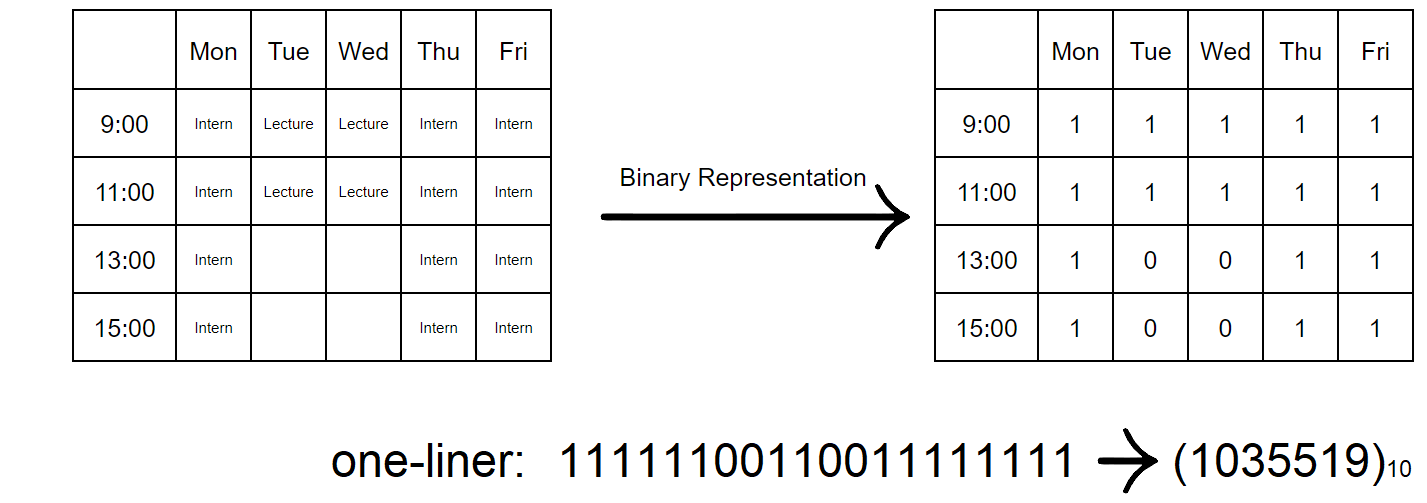 Mon Tue Wed Thu Fri
9:00 Intern Lecture Lecture Intern Intern
11:00 Intern Lecture Lecture Intern Intern
13:00 Intern Intern Intern
15:00 Intern Intern Intern
Binary Representation
Mon Tue Wed Thu Fri
9:00 1 1 1 1 1
11:00 1 1 1 1 1
13:00 1 0 0 1 1
15:00 1 0 0 1 1
one-liner: 11111100110011111111 → (1035519)10